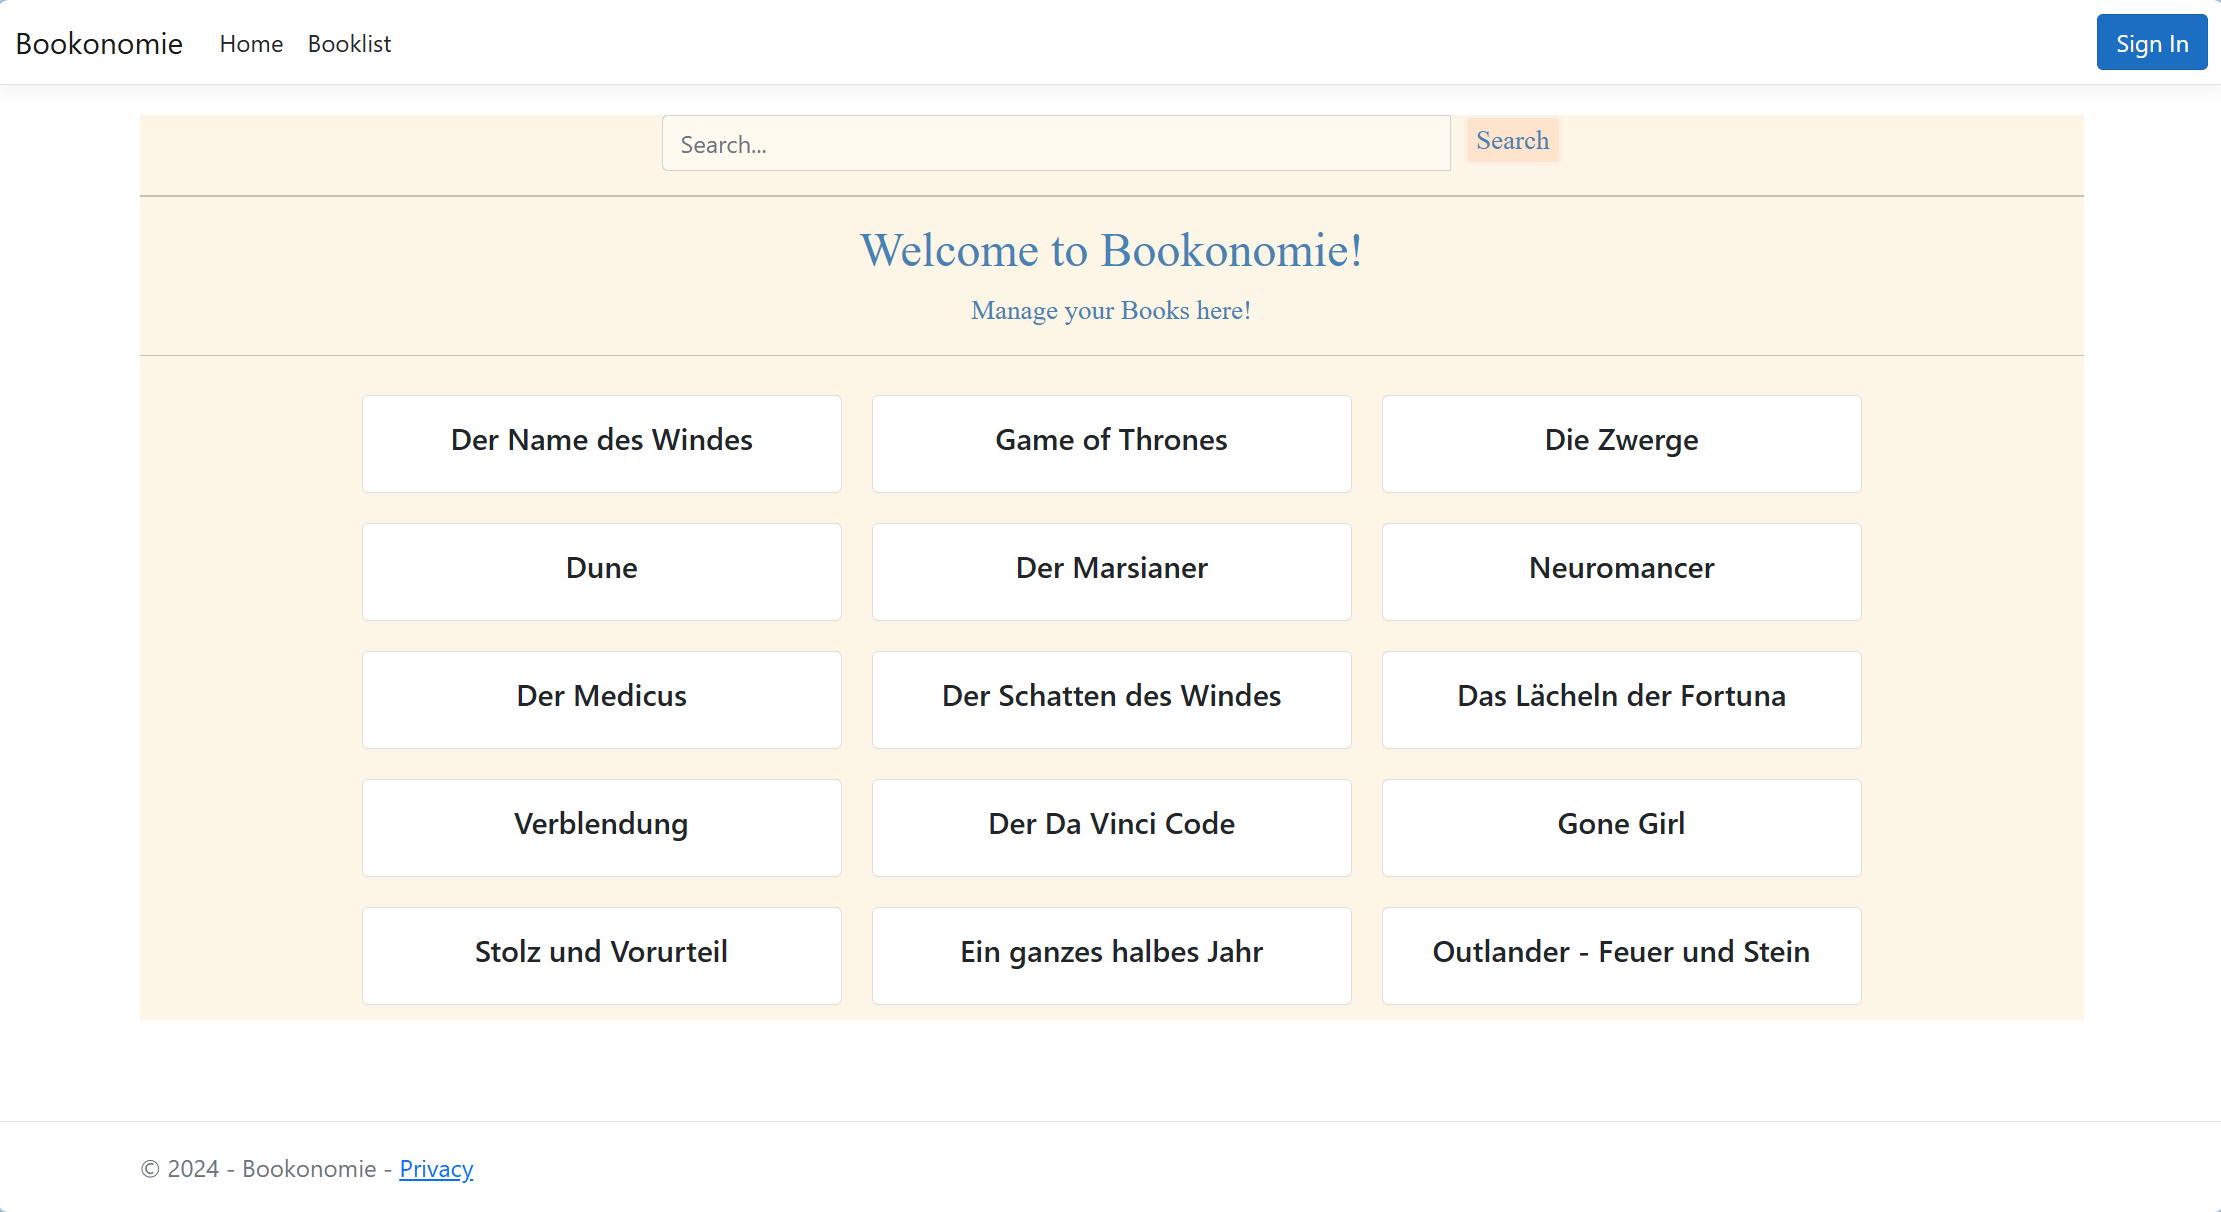 Bookonomie Home Booklist Sign In
Search... Search
Welcome to Bookonomie!
Manage your Books here!
Der Name des Windes Game of Thrones Die Zwerge
Dune Der Marsianer Neuromancer
Der Medicus Der Schatten des Windes Das Lächeln der Fortuna
Verblendung Der Da Vinci Code Gone Girl
Stolz und Vorurteil Ein ganzes halbes Jahr Outlander - Feuer und Stein
© 2024 - Bookonomie - Privacy